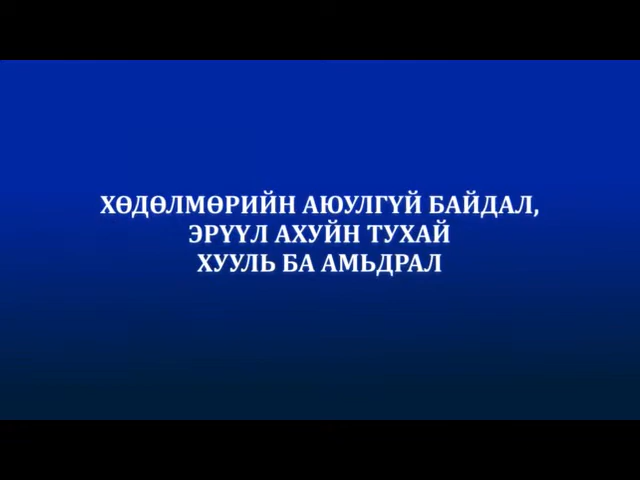 ХӨДӨЛМӨРИЙН АЮУЛГҮЙ БАЙДАЛ,
ЭРҮҮЛ АХУЙН ТУХАЙ
ХУУЛЬ БА АМЬДРАЛ